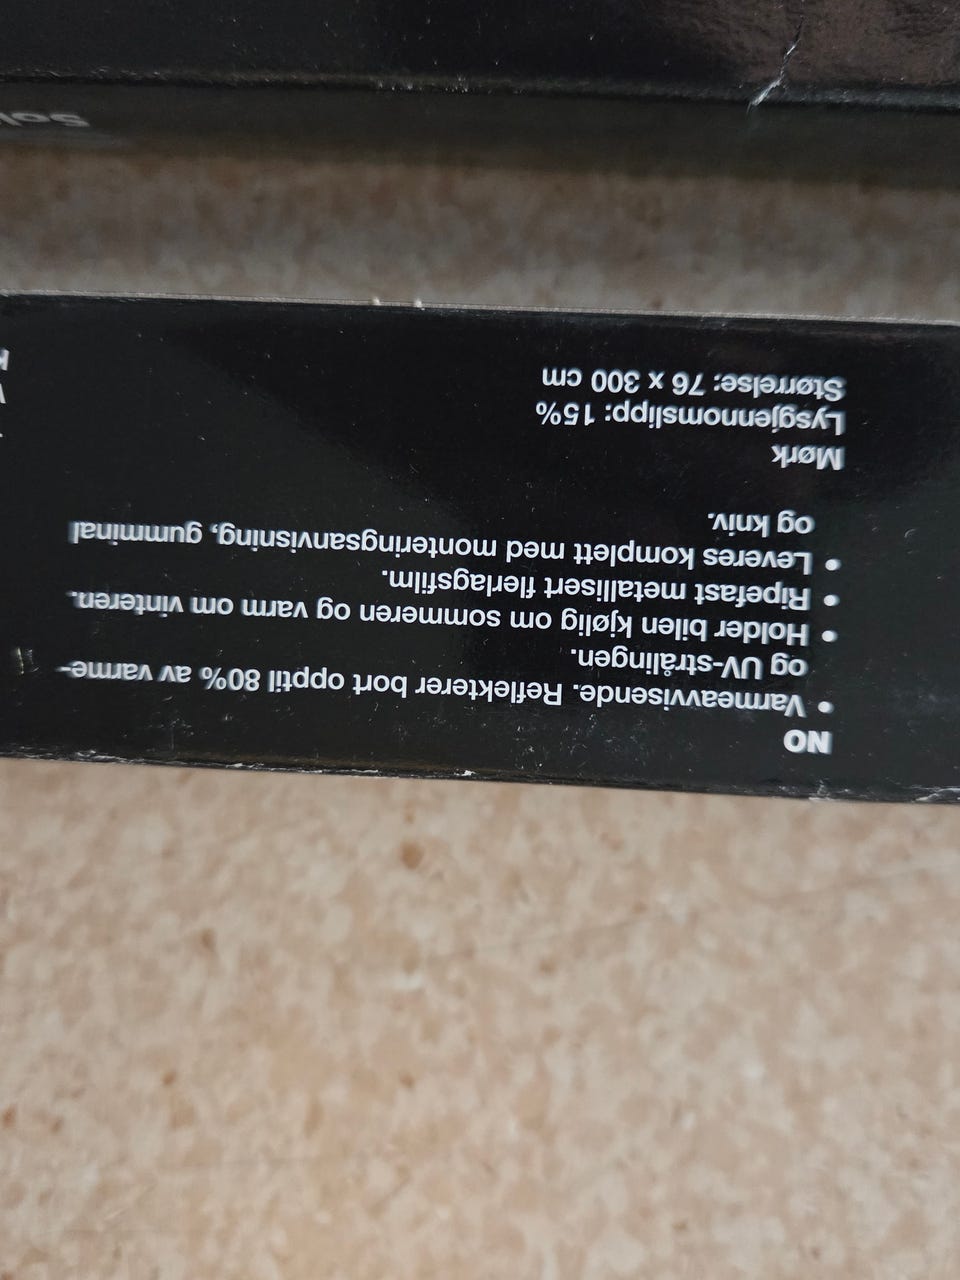 NO
• Varmeavvisende. Reflekterer bort opptil 80% av varme-
og UV-strålingen.
• Holder bilen kjølig om sommeren og varm om vinteren.
• Ripefast metallisert flerlagsfilm.
• Leveres komplett med monteringsanvisning, gumminal
og kniv.
Mørk
Lysgjennomslipp: 15%
Størrelse: 76 x 300 cm